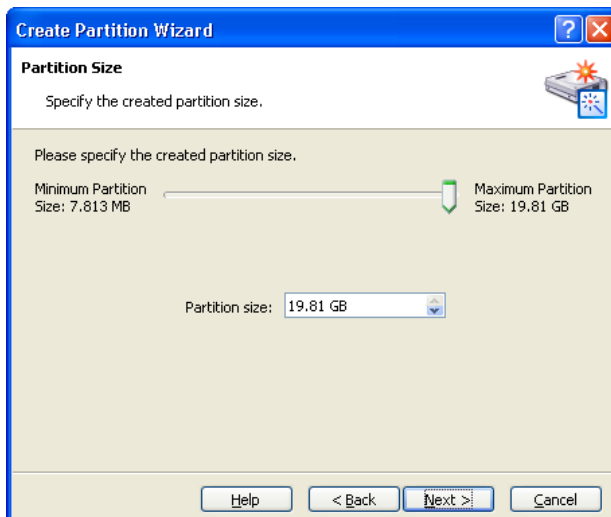 Create Partition Wizard
Partition Size
Specify the created partition size.
Please specify the created partition size.
Minimum Partition
Size: 7.813 MB
Maximum Partition
Size: 19.81 GB
Partition size: 19.81 GB
Help < Back Next > Cancel